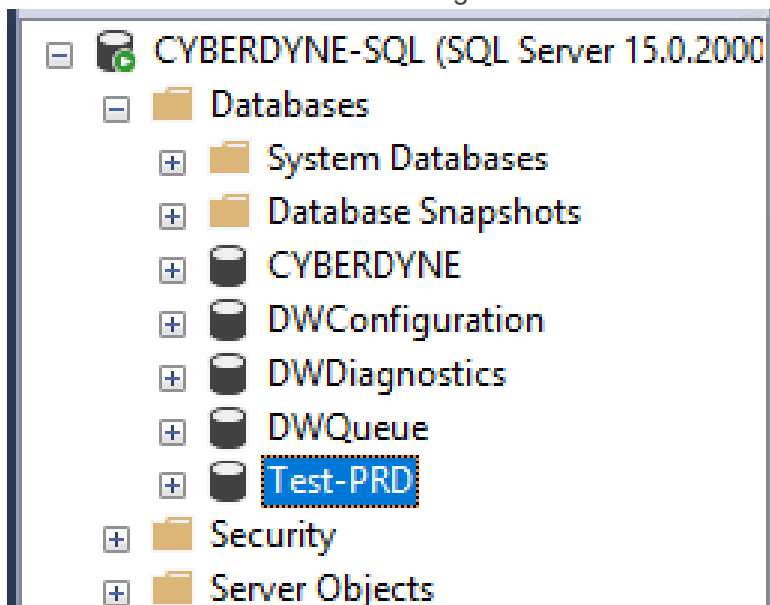 CYBERDYNE-SQL (SQL Server 15.0.2000
Databases
System Databases
Database Snapshots
CYBERDYNE
DWConfiguration
DWDiagnostics
DWQueue
Test-PRD
Security
Server Objects